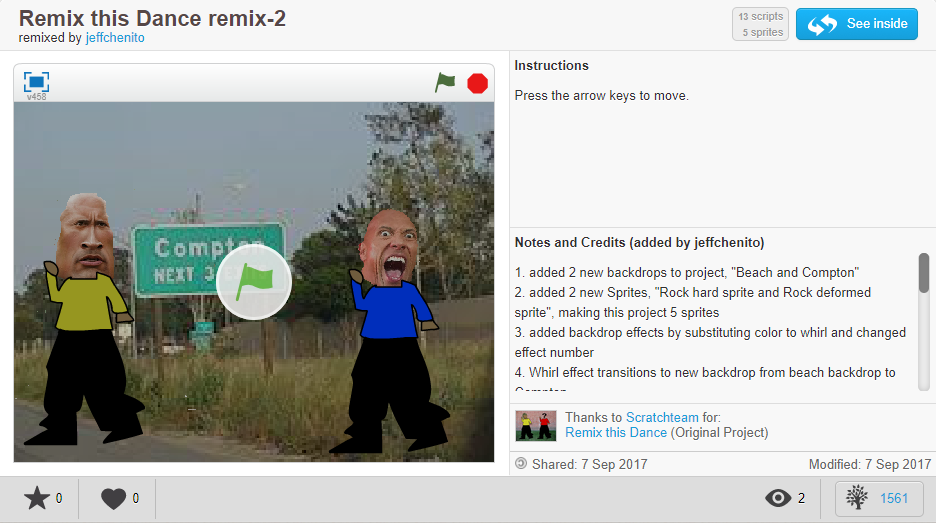 Remix this Dance remix-2
remixed by jeffchenito
13 scripts
5 sprites
See inside
v458
Compton
NEXT 3
Instructions
Press the arrow keys to move.
Notes and Credits (added by jeffchenito)
1. added 2 new backdrops to project, "Beach and Compton"
2. added 2 new Sprites, "Rock hard sprite and Rock deformed
sprite", making this project 5 sprites
3. added backdrop effects by substituting color to whirl and changed
effect number
4. Whirl effect transitions to new backdrop from beach backdrop to
Compton
Thanks to Scratchteam for:
Remix this Dance (Original Project)
Shared: 7 Sep 2017
Modified: 7 Sep 2017
0
0
2
1561